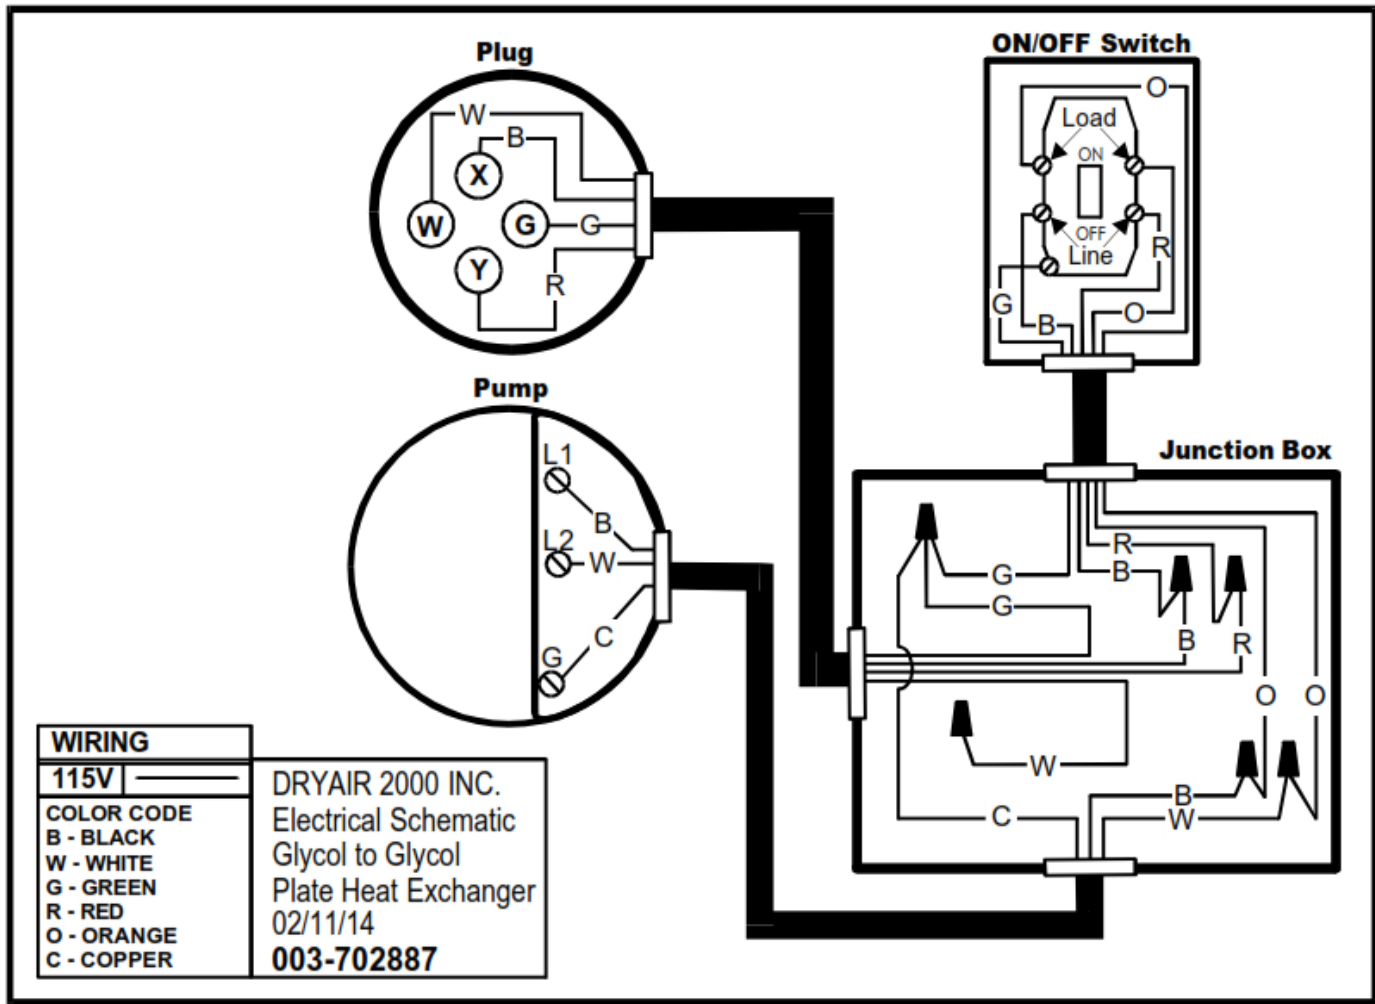 Plug
W
B
X
W
G
G
Y
R
ON/OFF Switch
O
Load
ON
OFF
Line
R
G
B
O
Pump
L1
B
L2
W
C
G
Junction Box
R
G
B
G
B
R
O
O
W
B
C
W
WIRING
115V
COLOR CODE
B - BLACK
W - WHITE
G - GREEN
R - RED
O - ORANGE
C - COPPER
DRYAIR 2000 INC.
Electrical Schematic
Glycol to Glycol
Plate Heat Exchanger
02/11/14
003-702887